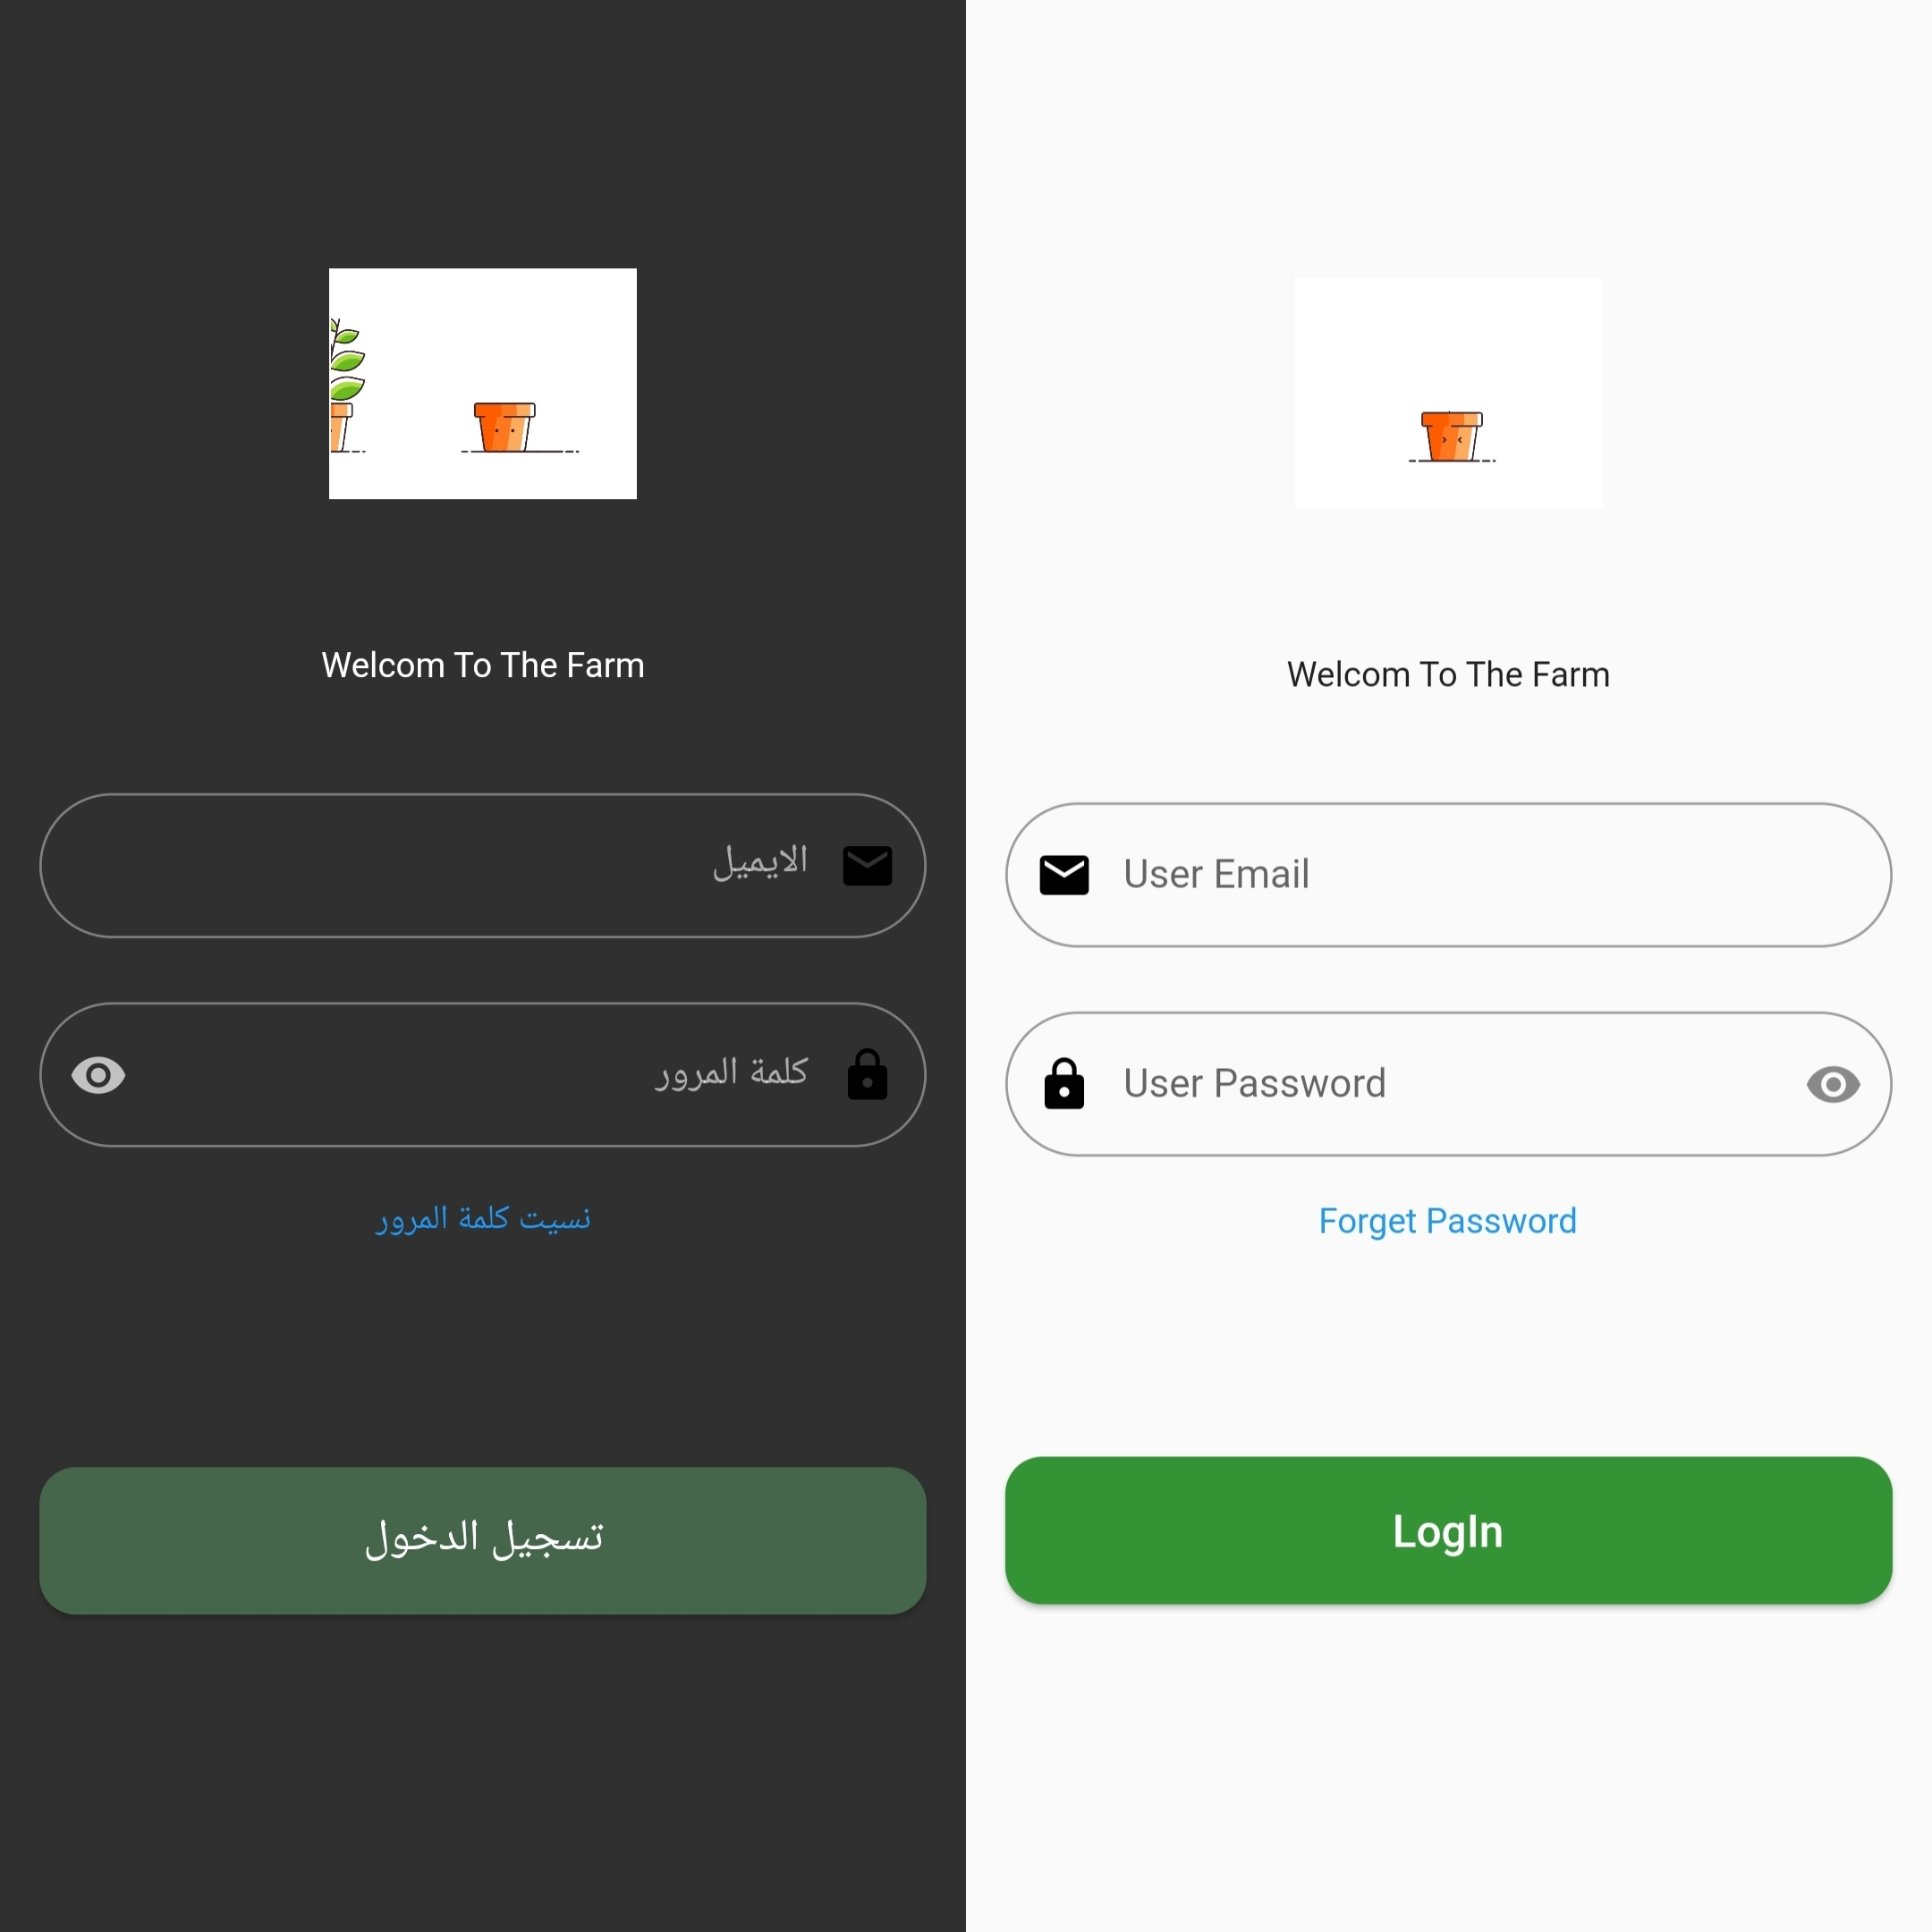 Welcom To The Farm
الايميل
كلمة المرور
نسيت كلمة المرور
تسجيل الدخول
Welcom To The Farm
User Email
User Password
Forget Password
LogIn